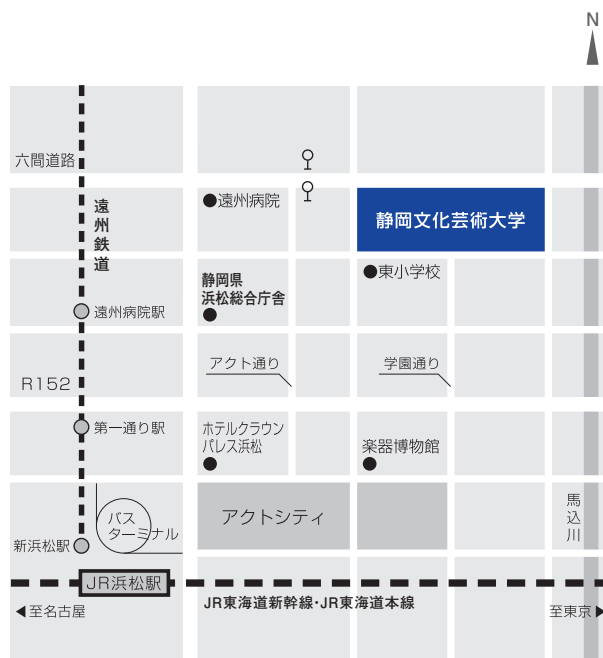 N
六間道路
遠州鉄道
遠州病院
静岡文化芸術大学
静岡県
浜松総合庁舎
東小学校
遠州病院駅
アクト通り
学園通り
R152
第一通り駅
ホテルクラウン
パレス浜松
楽器博物館
バス
ターミナル
アクトシティ
馬込川
新浜松駅
JR浜松駅
JR東海道新幹線・JR東海道本線
◀至名古屋
至東京▶